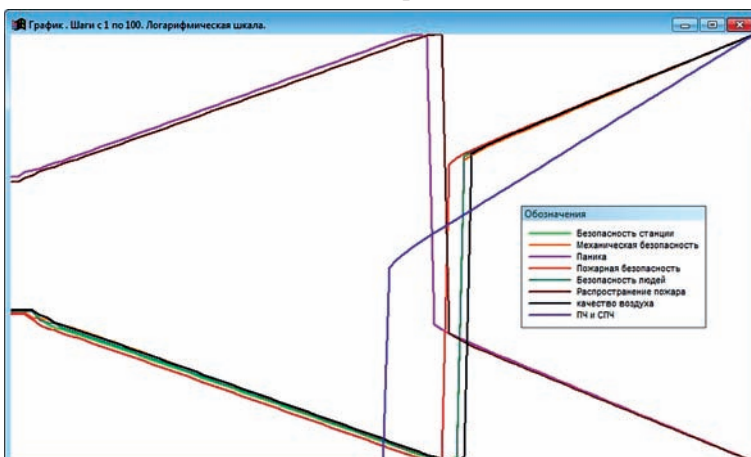 График . Шаги с 1 по 100. Логарифмическая шкала.
Обозначения
Безопасность станции
Механическая безопасность
Паника
Пожарная безопасность
Безопасность людей
Распространение пожара
качество воздуха
ПЧ и СПЧ